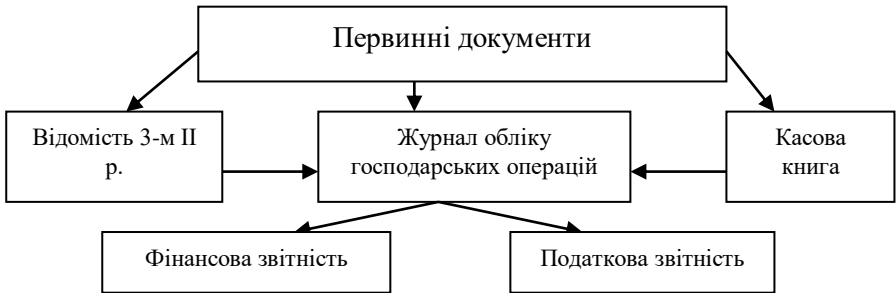 Первинні документи
Відомість 3-м ІІ
р.
Журнал обліку
господарських операцій
Касова
книга
Фінансова звітність
Податкова звітність